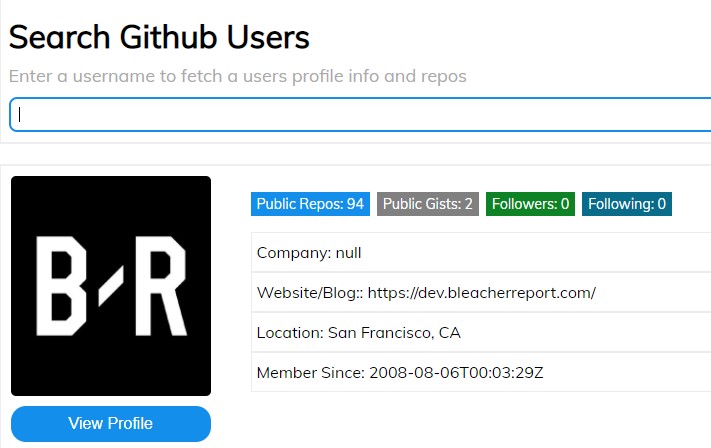 Search Github Users
Enter a username to fetch a users profile info and repos
B/R
Public Repos: 94 Public Gists: 2 Followers: 0 Following: 0
Company: null
Website/Blog:: https://dev.bleacherreport.com/
Location: San Francisco, CA
Member Since: 2008-08-06T00:03:29Z
View Profile